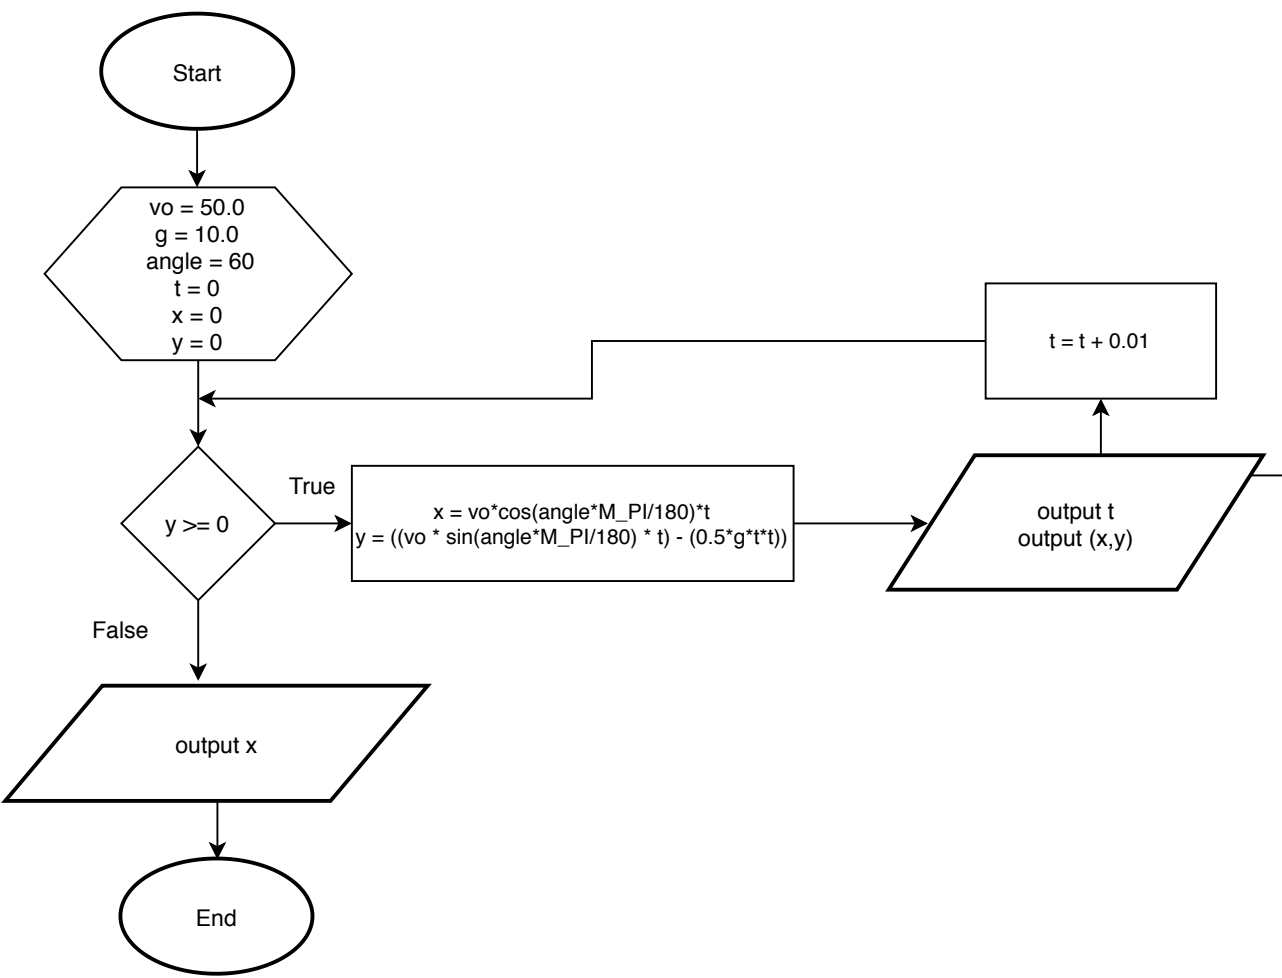 Start
vo = 50.0
g = 10.0
angle = 60
t = 0
x = 0
y = 0
t = t + 0.01
y >= 0
True
x = vo*cos(angle*M_PI/180)*t
y = ((vo * sin(angle*M_PI/180) * t) - (0.5*g*t*t))
output t
output (x,y)
False
output x
End